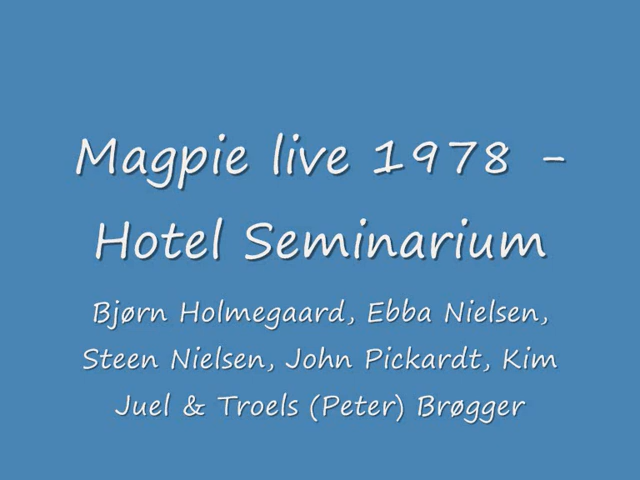 Magpie live 1978 -
Hotel Seminarium
Bjørn Holmegaard, Ebba Nielsen,
Steen Nielsen, John Pickardt, Kim
Juel & Troels (Peter) Brøgger